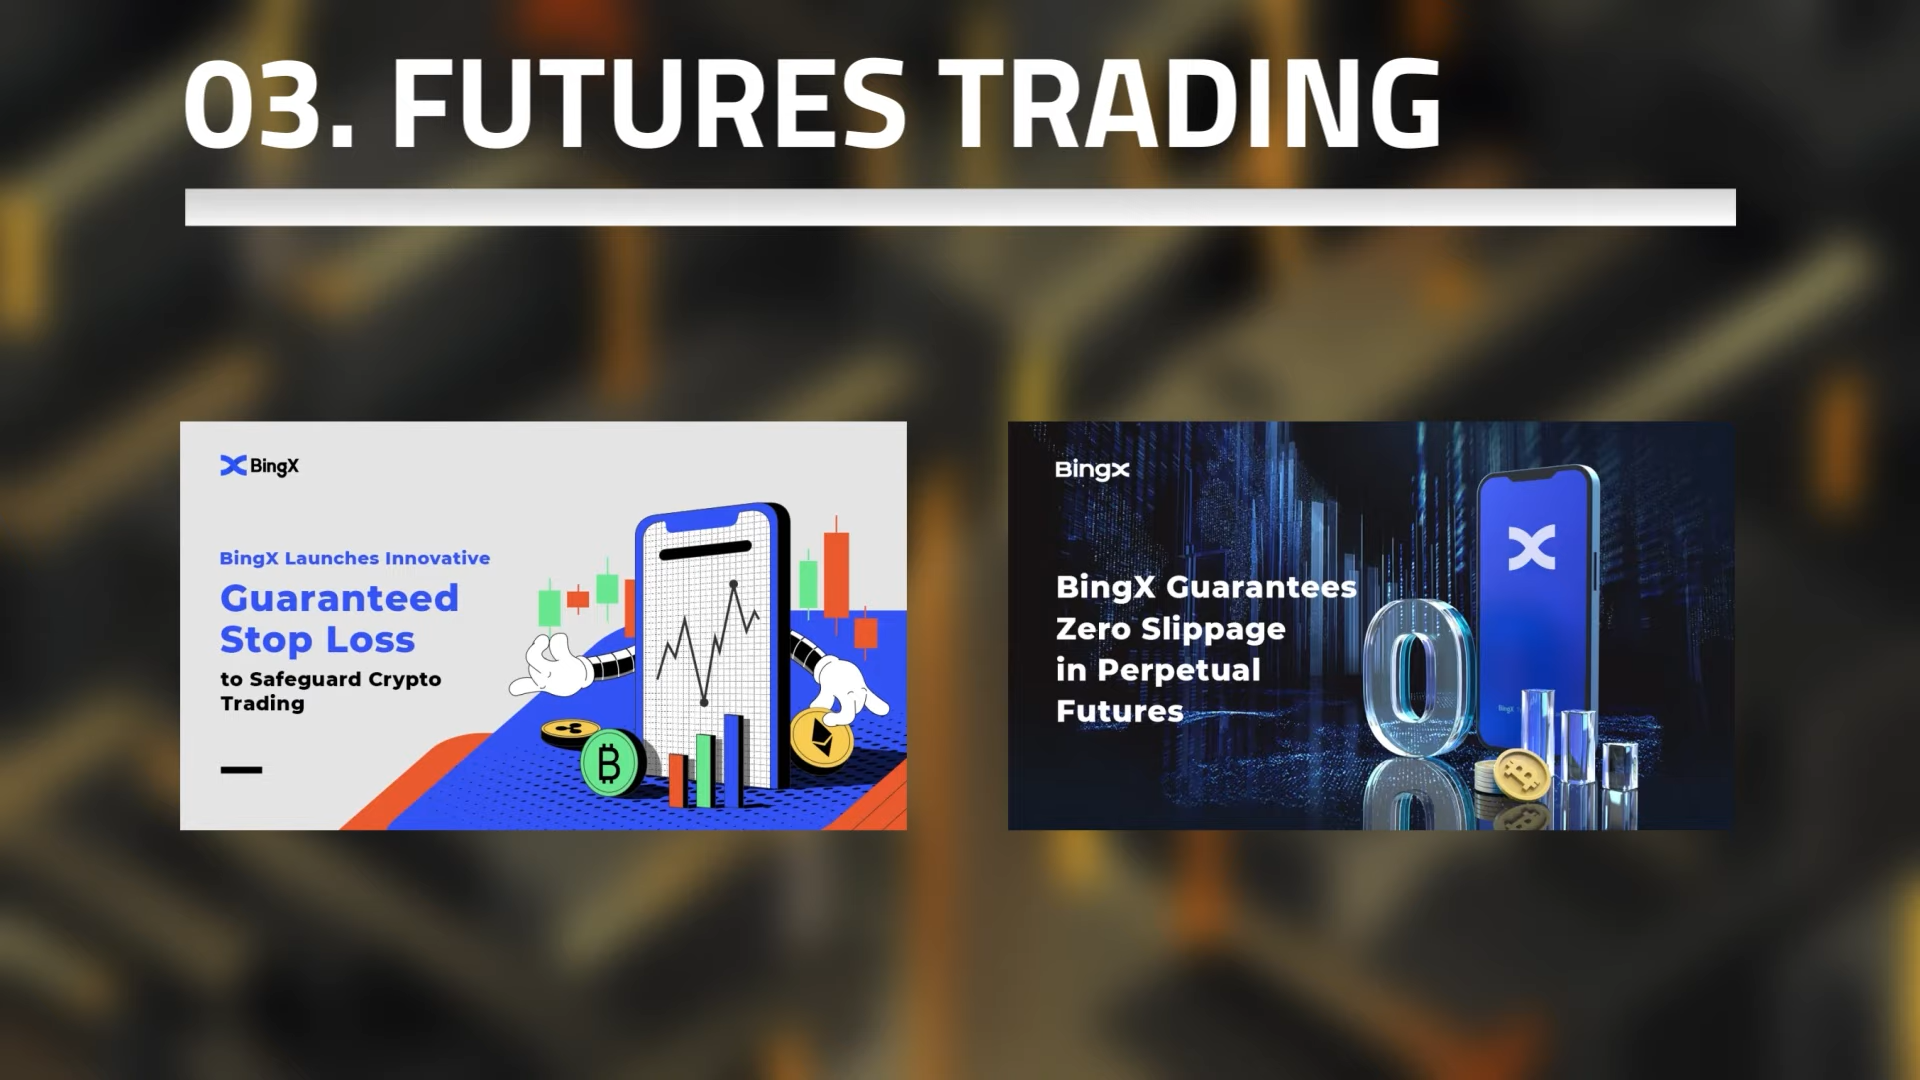 03. FUTURES TRADING
BingX
BingX Launches Innovative
Guaranteed
Stop Loss
to Safeguard Crypto
Trading
BingX
BingX Guarantees
Zero Slippage
in Perpetual
Futures
0